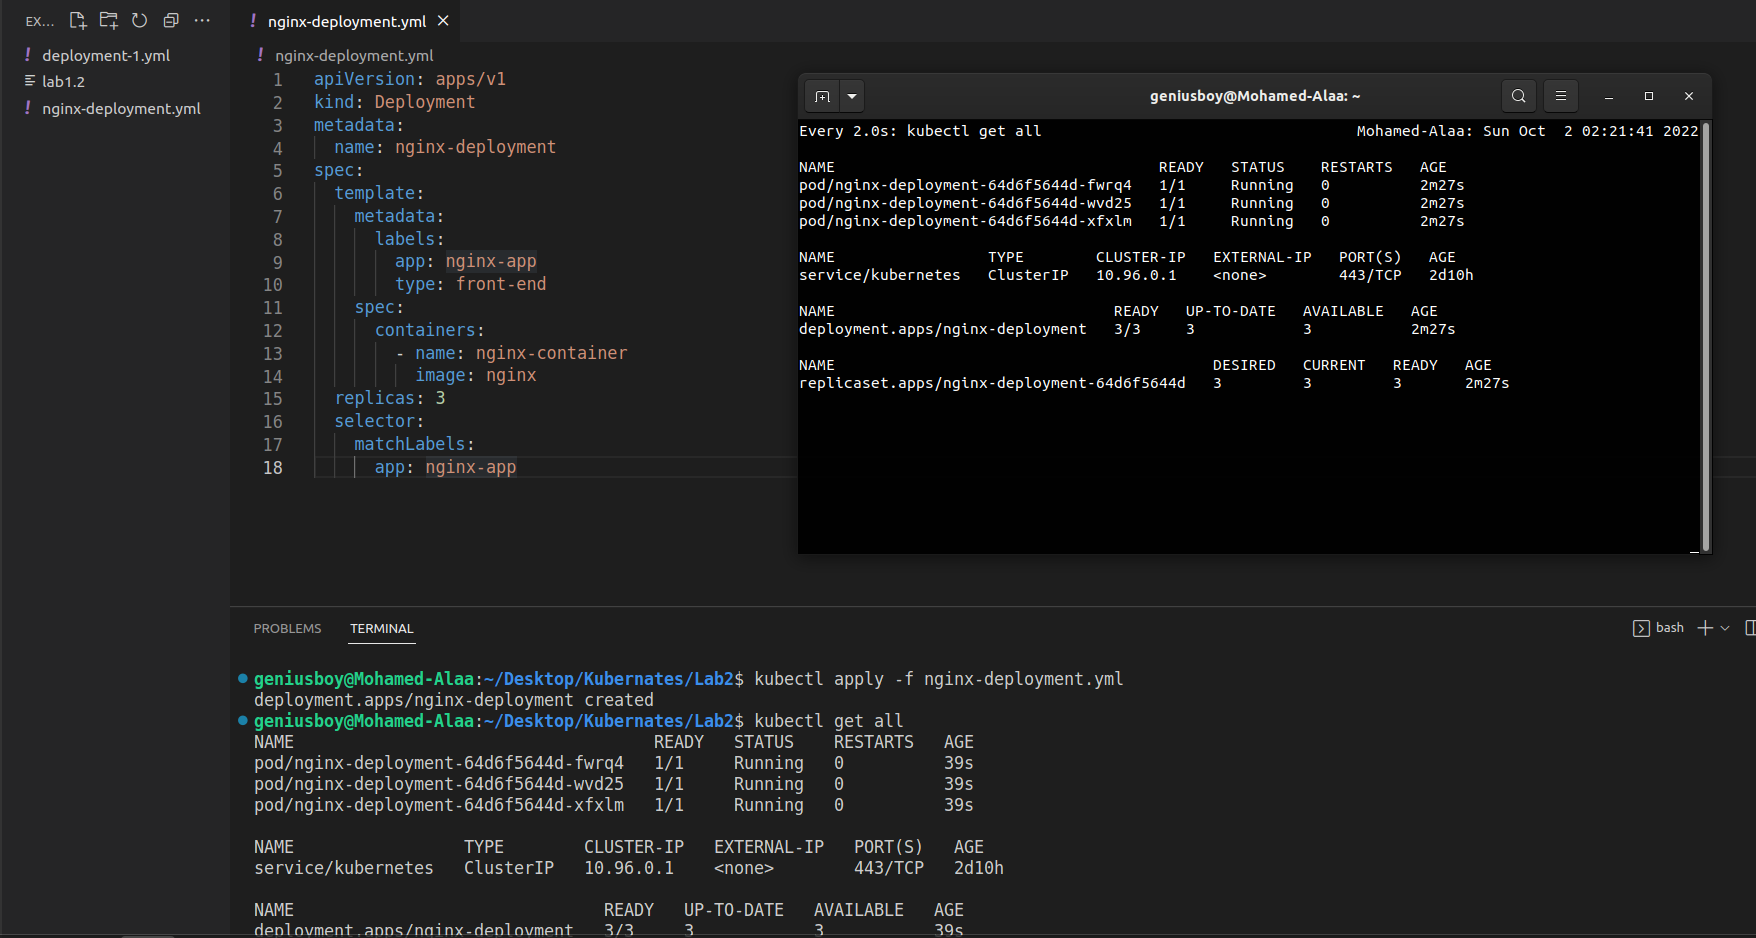 EX...
deployment-1.yml
lab1.2
nginx-deployment.yml
nginx-deployment.yml
nginx-deployment.yml
1 apiVersion: apps/v1
2 kind: Deployment
3 metadata:
4 name: nginx-deployment
5 spec:
6 template:
7 metadata:
8 labels:
9 app: nginx-app
10 type: front-end
11 spec:
12 containers:
13 - name: nginx-container
14 image: nginx
15 replicas: 3
16 selector:
17 matchLabels:
18 app: nginx-app
geniusboy@Mohamed-Alaa: ~
Every 2.0s: kubectl get all Mohamed-Alaa: Sun Oct 2 02:21:41 2022
NAME READY STATUS RESTARTS AGE
pod/nginx-deployment-64d6f5644d-fwrq4 1/1 Running 0 2m27s
pod/nginx-deployment-64d6f5644d-wvd25 1/1 Running 0 2m27s
pod/nginx-deployment-64d6f5644d-xfxlm 1/1 Running 0 2m27s
NAME TYPE CLUSTER-IP EXTERNAL-IP PORT(S) AGE
service/kubernetes ClusterIP 10.96.0.1 <none> 443/TCP 2d10h
NAME READY UP-TO-DATE AVAILABLE AGE
deployment.apps/nginx-deployment 3/3 3 3 2m27s
NAME DESIRED CURRENT READY AGE
replicaset.apps/nginx-deployment-64d6f5644d 3 3 3 2m27s
PROBLEMS TERMINAL
bash
geniusboy@Mohamed-Alaa:~/Desktop/Kubernates/Lab2$ kubectl apply -f nginx-deployment.yml
deployment.apps/nginx-deployment created
geniusboy@Mohamed-Alaa:~/Desktop/Kubernates/Lab2$ kubectl get all
NAME READY STATUS RESTARTS AGE
pod/nginx-deployment-64d6f5644d-fwrq4 1/1 Running 0 39s
pod/nginx-deployment-64d6f5644d-wvd25 1/1 Running 0 39s
pod/nginx-deployment-64d6f5644d-xfxlm 1/1 Running 0 39s
NAME TYPE CLUSTER-IP EXTERNAL-IP PORT(S) AGE
service/kubernetes ClusterIP 10.96.0.1 <none> 443/TCP 2d10h
NAME READY UP-TO-DATE AVAILABLE AGE
deployment.apps/nginx-deployment 3/3 3 3 39s